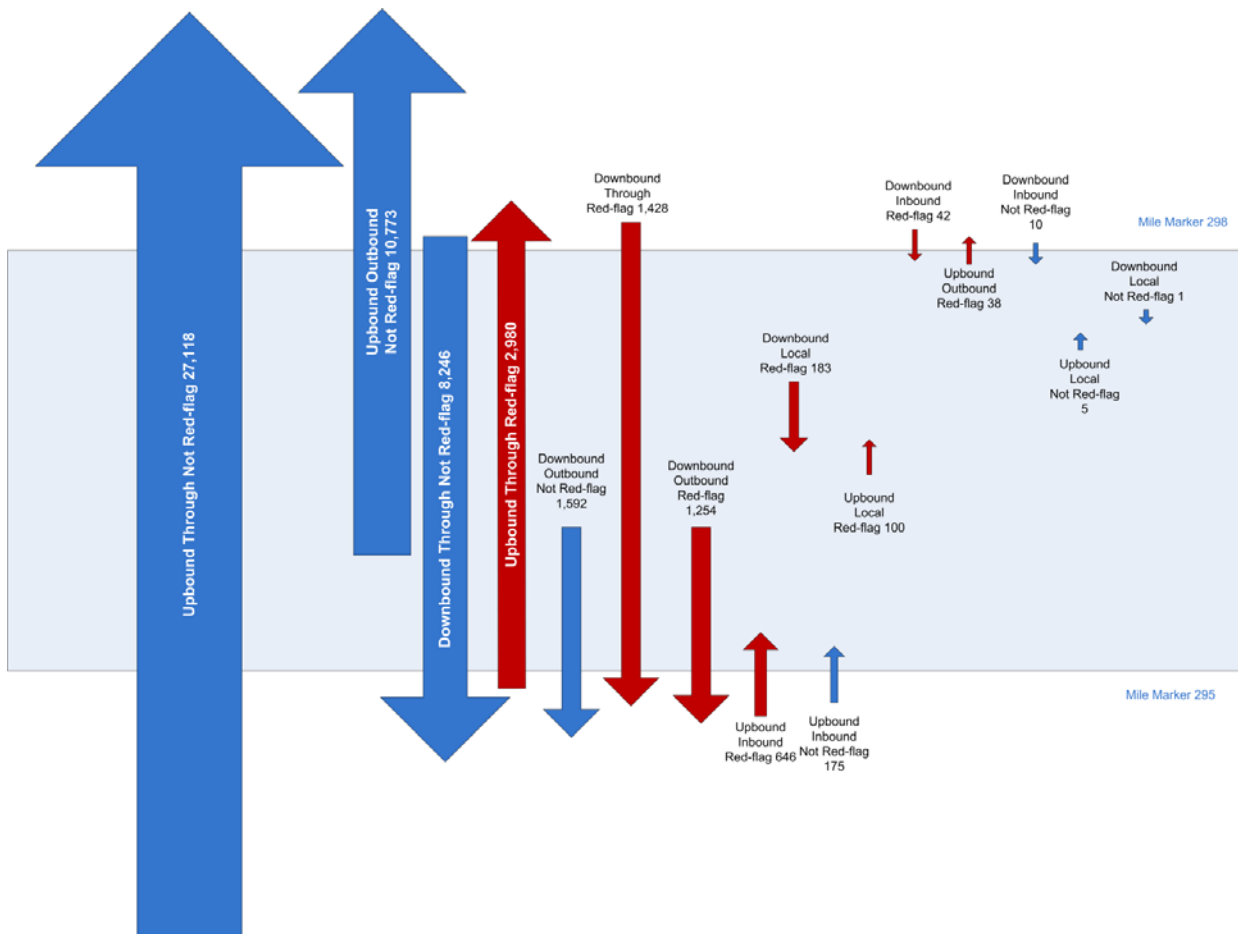 Upbound Through Not Red-flag 27,118
Upbound Outbound
Not Red-flag 10,773
Downbound Through Not Red-flag 8,246
Upbound Through Red-flag 2,980
Downbound
Outbound
Not Red-flag
1,592
Downbound
Through
Red-flag 1,428
Downbound
Outbound
Red-flag
1,254
Upbound
Inbound
Red-flag 646
Downbound
Local
Red-flag 183
Upbound
Inbound
Not Red-flag
175
Upbound
Local
Red-flag 100
Downbound
Inbound
Red-flag 42
Upbound
Outbound
Red-flag 38
Downbound
Inbound
Not Red-flag
10
Upbound
Local
Not Red-flag
5
Downbound
Local
Not Red-flag 1
Mile Marker 298
Mile Marker 295